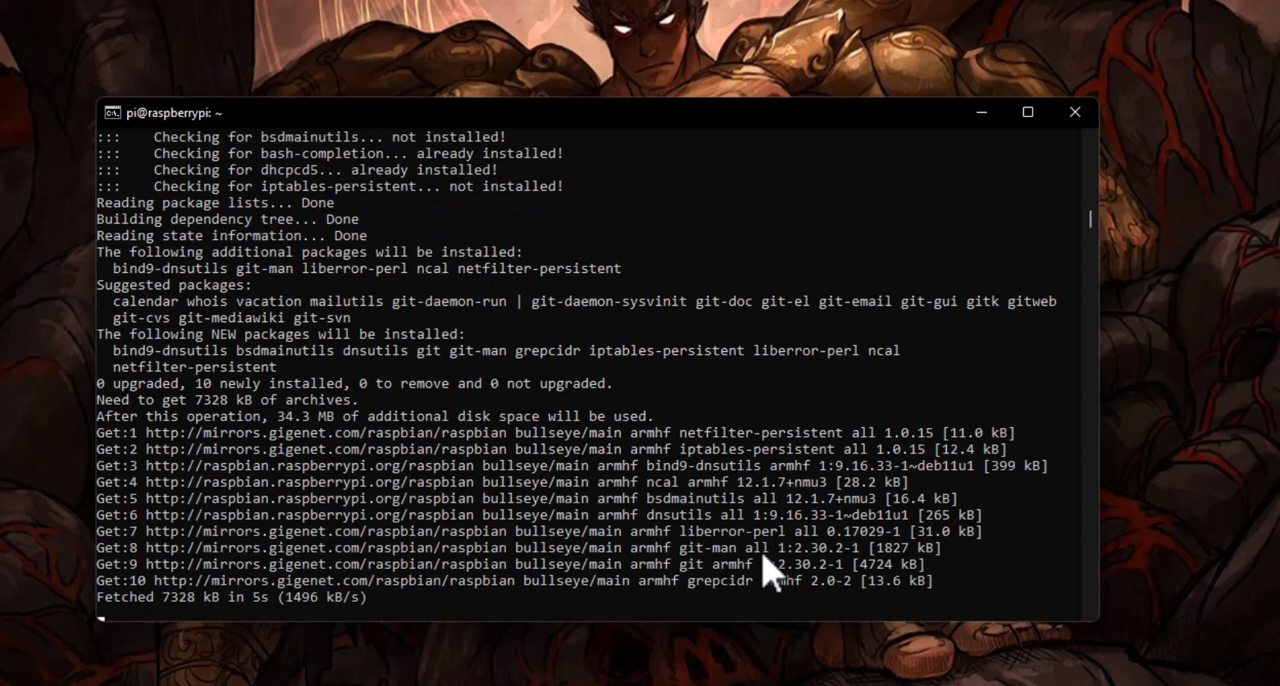 pi@raspberrypi: ~
:::    Checking for bsdmainutils... not installed!
:::    Checking for bash-completion... already installed!
:::    Checking for dhcpcd5... already installed!
:::    Checking for iptables-persistent... not installed!
Reading package lists... Done
Building dependency tree... Done
Reading state information... Done
The following additional packages will be installed:
  bind9-dnsutils git-man liberror-perl ncal netfilter-persistent
Suggested packages:
  calendar whois vacation mailutils git-daemon-run | git-daemon-sysvinit git-doc git-el git-email git-gui gitk gitweb
  git-cvs git-mediawiki git-svn
The following NEW packages will be installed:
  bind9-dnsutils bsdmainutils dnsutils git git-man grepcidr iptables-persistent liberror-perl ncal
  netfilter-persistent
0 upgraded, 10 newly installed, 0 to remove and 0 not upgraded.
Need to get 7328 kB of archives.
After this operation, 34.3 MB of additional disk space will be used.
Get:1 http://mirrors.gigenet.com/raspbian/raspbian bullseye/main armhf netfilter-persistent all 1.0.15 [11.0 kB]
Get:2 http://mirrors.gigenet.com/raspbian/raspbian bullseye/main armhf iptables-persistent all 1.0.15 [12.4 kB]
Get:3 http://raspbian.raspberrypi.org/raspbian bullseye/main armhf bind9-dnsutils armhf 1:9.16.33-1~deb11u1 [399 kB]
Get:4 http://raspbian.raspberrypi.org/raspbian bullseye/main armhf ncal armhf 12.1.7+nmu3 [28.2 kB]
Get:5 http://raspbian.raspberrypi.org/raspbian bullseye/main armhf bsdmainutils all 12.1.7+nmu3 [16.4 kB]
Get:6 http://raspbian.raspberrypi.org/raspbian bullseye/main armhf dnsutils all 1:9.16.33-1~deb11u1 [265 kB]
Get:7 http://mirrors.gigenet.com/raspbian/raspbian bullseye/main armhf liberror-perl all 0.17029-1 [31.0 kB]
Get:8 http://mirrors.gigenet.com/raspbian/raspbian bullseye/main armhf git-man all 1:2.30.2-1 [1827 kB]
Get:9 http://mirrors.gigenet.com/raspbian/raspbian bullseye/main armhf git armhf 2.30.2-1 [4724 kB]
Get:10 http://mirrors.gigenet.com/raspbian/raspbian bullseye/main armhf grepcidr 2.0-2 [13.6 kB]
Fetched 7328 kB in 5s (1496 kB/s)